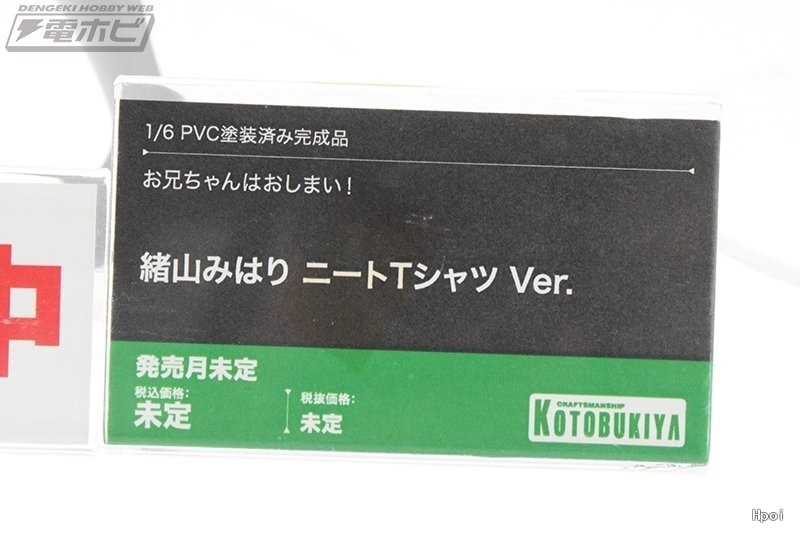 DENGEKI HOBBY WEB
電ホビ
1/6 PVC塗装済み完成品
お兄ちゃんはおしまい！
緒山みはり ニートTシャツ Ver.
中
発売月未定
税込価格:
未定
税抜価格:
未定
CRAFTSMANSHIP
KOTOBUKIYA
Hpoi